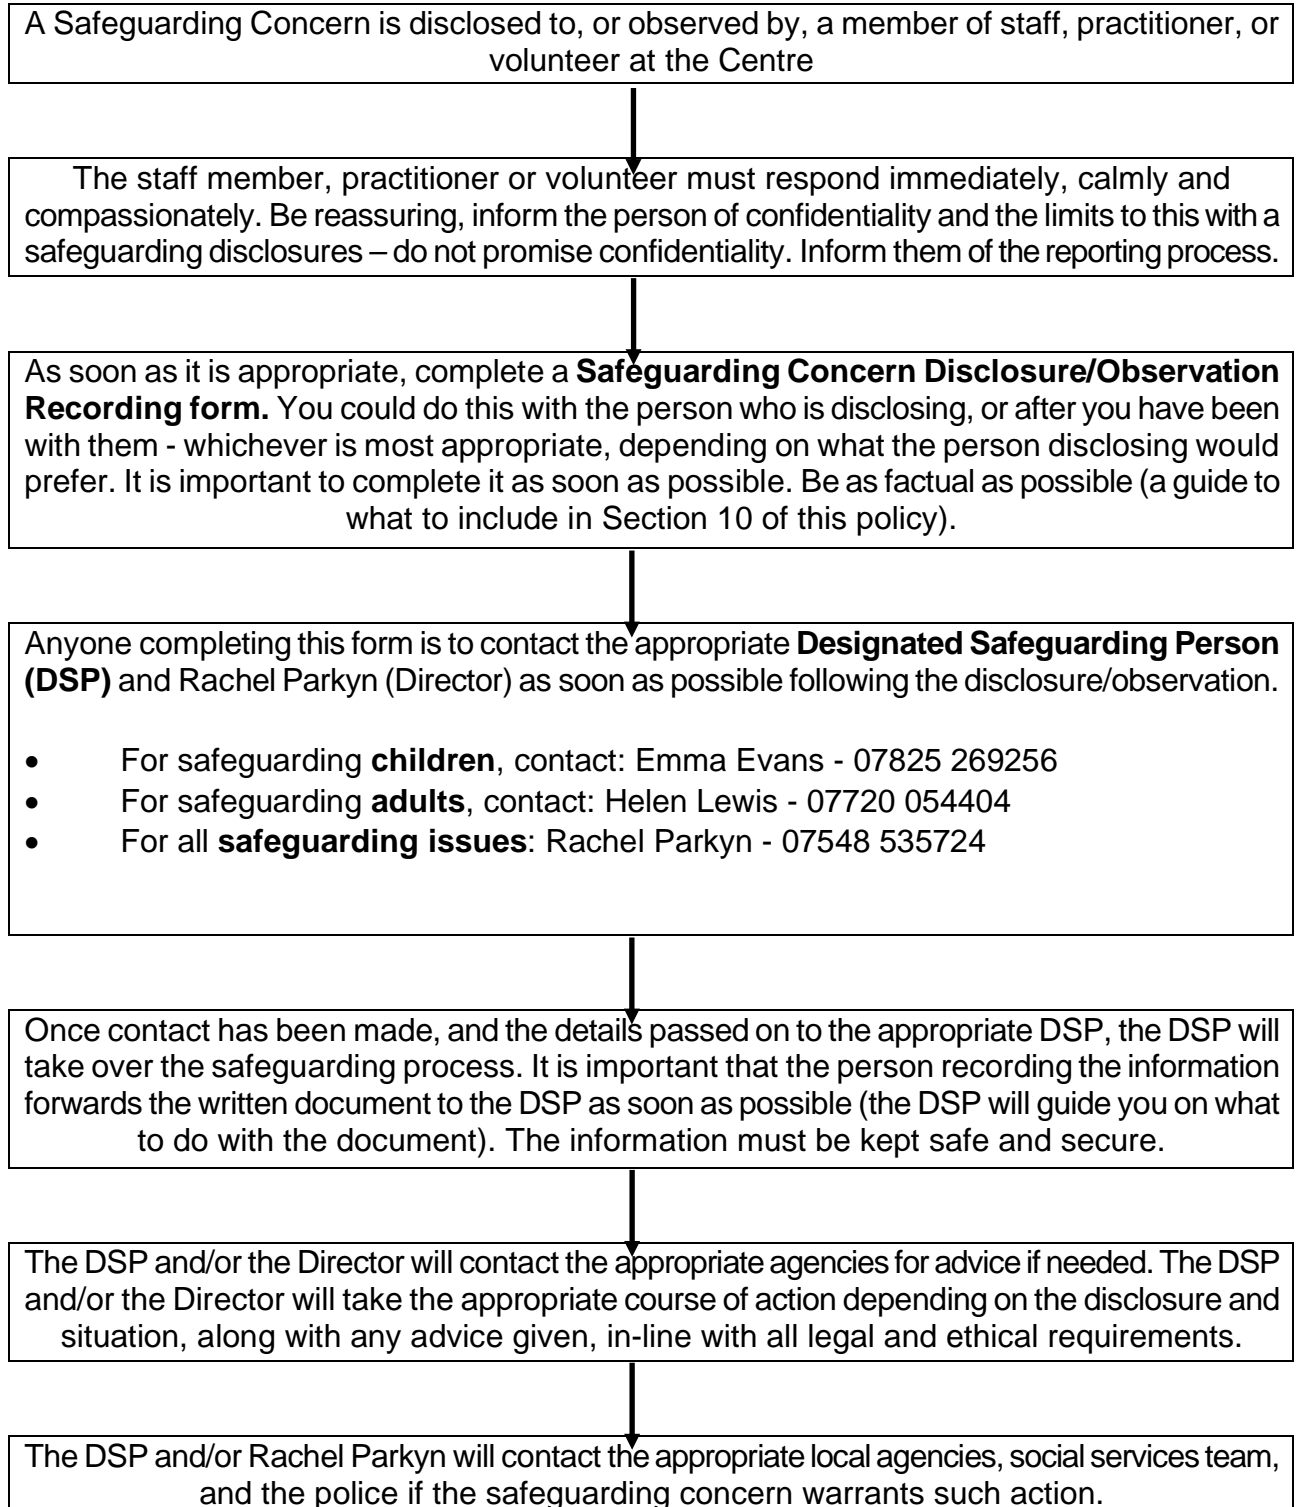 A Safeguarding Concern is disclosed to, or observed by, a member of staff, practitioner, or
volunteer at the Centre
The staff member, practitioner or volunteer must respond immediately, calmly and
compassionately. Be reassuring, inform the person of confidentiality and the limits to this with a
safeguarding disclosures – do not promise confidentiality. Inform them of the reporting process.
As soon as it is appropriate, complete a Safeguarding Concern Disclosure/Observation
Recording form. You could do this with the person who is disclosing, or after you have been
with them - whichever is most appropriate, depending on what the person disclosing would
prefer. It is important to complete it as soon as possible. Be as factual as possible (a guide to
what to include in Section 10 of this policy).
Anyone completing this form is to contact the appropriate Designated Safeguarding Person
(DSP) and Rachel Parkyn (Director) as soon as possible following the disclosure/observation.
• For safeguarding children, contact: Emma Evans - 07825 269256
• For safeguarding adults, contact: Helen Lewis - 07720 054404
• For all safeguarding issues: Rachel Parkyn - 07548 535724
Once contact has been made, and the details passed on to the appropriate DSP, the DSP will
take over the safeguarding process. It is important that the person recording the information
forwards the written document to the DSP as soon as possible (the DSP will guide you on what
to do with the document). The information must be kept safe and secure.
The DSP and/or the Director will contact the appropriate agencies for advice if needed. The DSP
and/or the Director will take the appropriate course of action depending on the disclosure and
situation, along with any advice given, in-line with all legal and ethical requirements.
The DSP and/or Rachel Parkyn will contact the appropriate local agencies, social services team,
and the police if the safeguarding concern warrants such action.